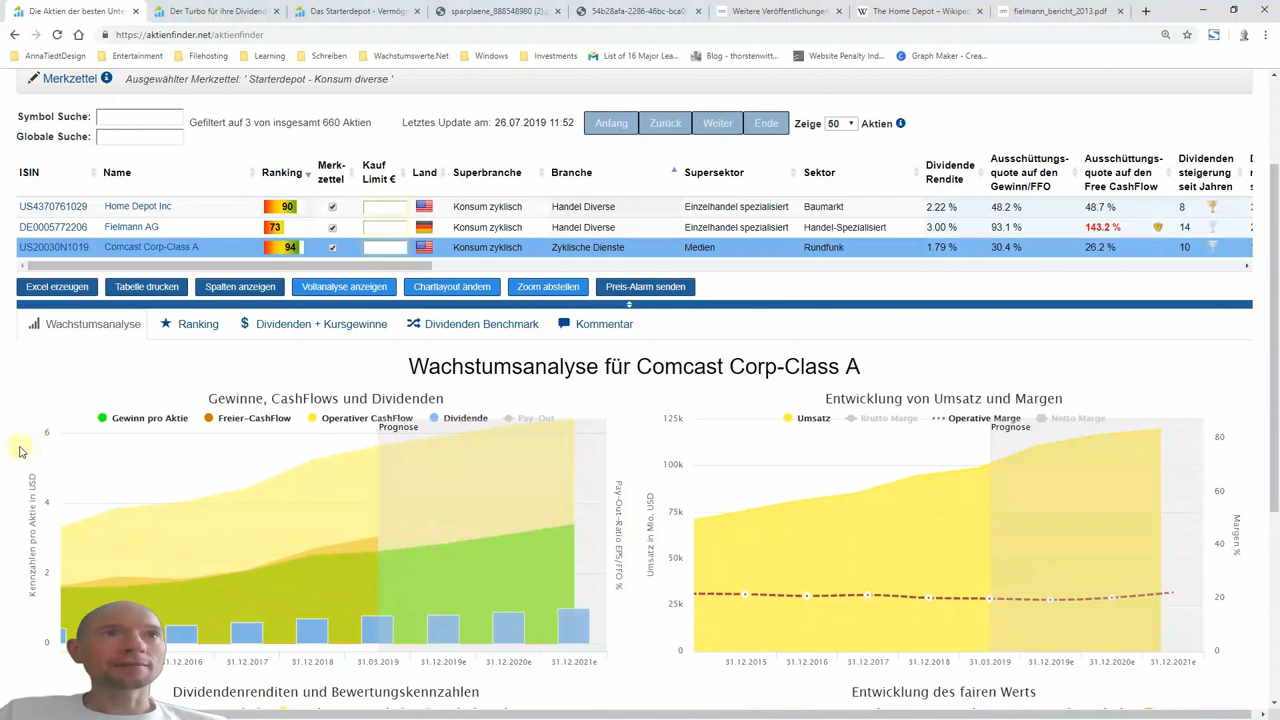 Die Aktien der besten Unter
Der Turbo für ihre Dividend
Das Starterdepot - Vermög
sparplaene_888548980 (2).p
54b28afa-2286-46bc-bca0
Weitere Veröffentlichungen
The Home Depot – Wikipe
fielmann_bericht_2013.pdf
https://aktienfinder.net/aktienfinder
AnnaTiedtDesign
Entertainment
Filehosting
Learning
Schreiben
Wachstumswerte.Net
Windows
Investments
List of 16 Major Lea...
Blog - thorstenwitt...
Website Penalty Ind...
Graph Maker - Crea...
Merkzettel Ausgewählter Merkzettel: ' Starterdepot - Konsum diverse '
Symbol Suche:
Globale Suche:
Gefiltert auf 3 von insgesamt 660 Aktien
Letztes Update am: 26.07.2019 11:52
Anfang Zurück Weiter Ende
Zeige 50 Aktien
ISIN Name Ranking Merk-zettel Kauf Limit € Land Superbranche Branche Supersektor Sektor Dividende Rendite Ausschüttungs-quote auf den Gewinn/FFO Ausschüttungs-quote auf den Free CashFlow Dividenden steigerung seit Jahren
US4370761029 Home Depot Inc 90 Konsum zyklisch Handel Diverse Einzelhandel spezialisiert Baumarkt 2.22 % 48.2 % 48.7 % 8
DE0005772206 Fielmann AG 73 Konsum zyklisch Handel Diverse Einzelhandel spezialisiert Handel-Spezialisiert 3.00 % 93.1 % 143.2 % 14
US20030N1019 Comcast Corp-Class A 94 Konsum zyklisch Zyklische Dienste Medien Rundfunk 1.79 % 30.4 % 26.2 % 10
Excel erzeugen Tabelle drucken Spalten anzeigen Vollanalyse anzeigen Chartlayout ändern Zoom abstellen Preis-Alarm senden
Wachstumsanalyse Ranking Dividenden + Kursgewinne Dividenden Benchmark Kommentar
Wachstumsanalyse für Comcast Corp-Class A
Gewinne, CashFlows und Dividenden
Gewinn pro Aktie Freier-CashFlow Operativer CashFlow Dividende Pay-Out
Prognose
6
4
2
0
Kennzahlen pro Aktie in USD
Pay-Out-Ratio EPS/FFO %
31.12.2017 31.12.2018 31.03.2019 31.12.2019e 31.12.2020e 31.12.2021e
Entwicklung von Umsatz und Margen
Umsatz Brutto Marge Operative Marge Netto Marge
Prognose
125k
100k
75k
50k
25k
0
Umsatz in Mio. USD
80
60
40
20
0
Margen %
31.12.2015 31.12.2016 31.12.2017 31.12.2018 31.03.2019 31.12.2019e 31.12.2020e 31.12.2021e
Dividendenrenditen und Bewertungskennzahlen
Entwicklung des fairen Werts